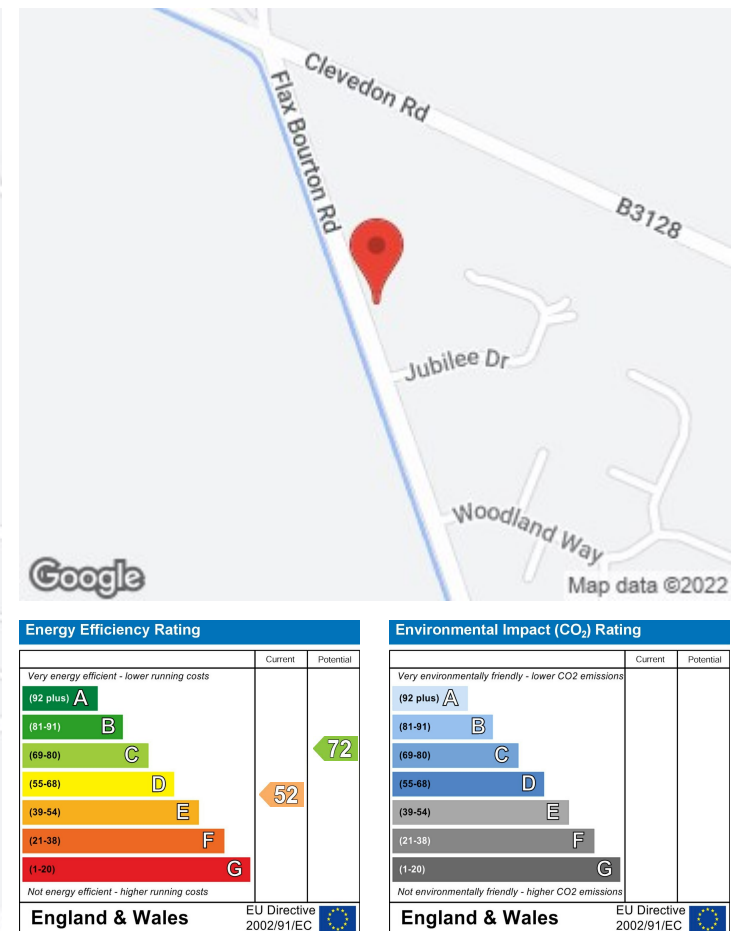 Clevedon Rd
Flax Bourton Rd
B3128
Jubilee Dr
Woodland Way
Google
Map data ©2022
Energy Efficiency Rating
Current Potential
Very energy efficient - lower running costs
(92 plus) A
(81-91) B
(69-80) C
72
(55-68) D
52
(39-54) E
(21-38) F
(1-20) G
Not energy efficient - higher running costs
England & Wales
EU Directive
2002/91/EC
Environmental Impact (CO₂) Rating
Current Potential
Very environmentally friendly - lower CO2 emissions
(92 plus) A
(81-91) B
(69-80) C
(55-68) D
(39-54) E
(21-38) F
(1-20) G
Not environmentally friendly - higher CO2 emissions
England & Wales
EU Directive
2002/91/EC